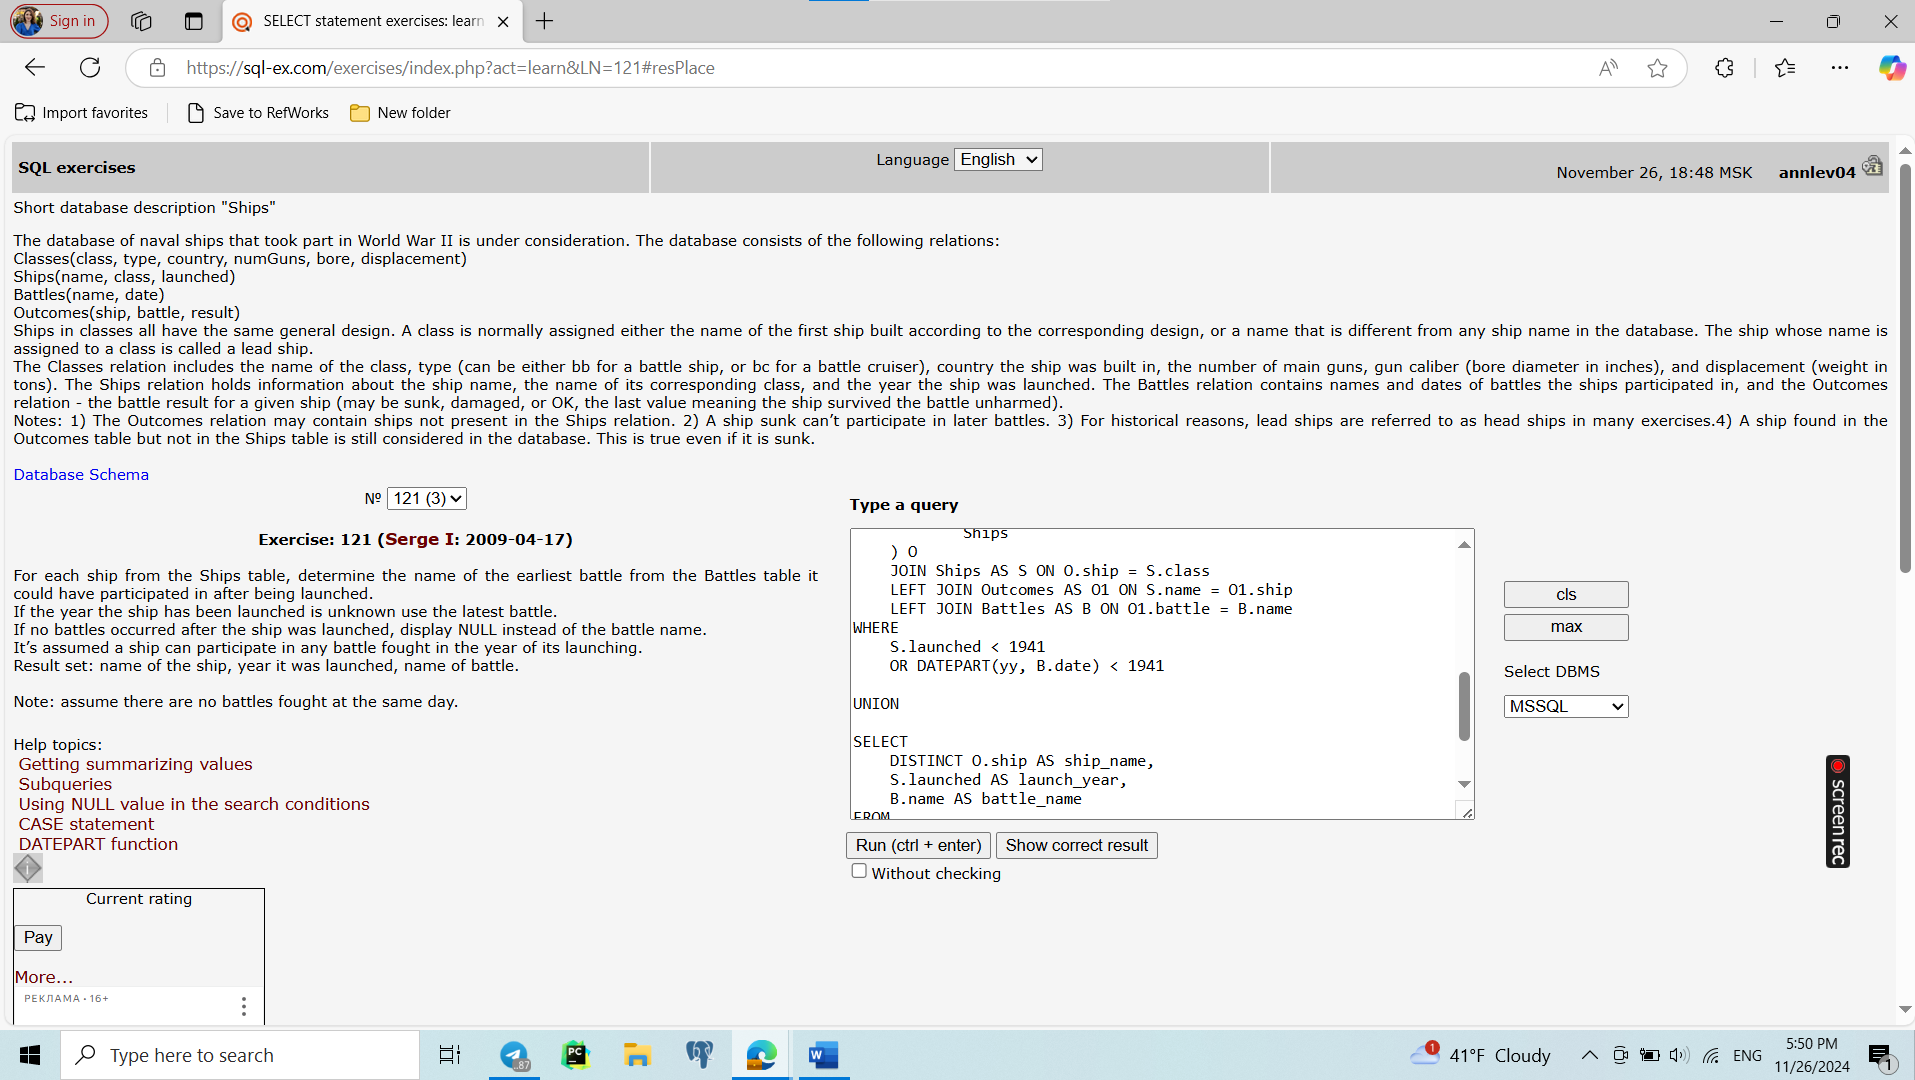 Sign in
SELECT statement exercises: learn
https://sql-ex.com/exercises/index.php?act=learn&LN=121#resPlace
Import favorites
Save to RefWorks
New folder
SQL exercises
Language English
November 26, 18:48 MSK annlev04
Short database description "Ships"
The database of naval ships that took part in World War II is under consideration. The database consists of the following relations:
Classes(class, type, country, numGuns, bore, displacement)
Ships(name, class, launched)
Battles(name, date)
Outcomes(ship, battle, result)
Ships in classes all have the same general design. A class is normally assigned either the name of the first ship built according to the corresponding design, or a name that is different from any ship name in the database. The ship whose name is
assigned to a class is called a lead ship.
The Classes relation includes the name of the class, type (can be either bb for a battle ship, or bc for a battle cruiser), country the ship was built in, the number of main guns, gun caliber (bore diameter in inches), and displacement (weight in
tons). The Ships relation holds information about the ship name, the name of its corresponding class, and the year the ship was launched. The Battles relation contains names and dates of battles the ships participated in, and the Outcomes
relation - the battle result for a given ship (may be sunk, damaged, or OK, the last value meaning the ship survived the battle unharmed).
Notes: 1) The Outcomes relation may contain ships not present in the Ships relation. 2) A ship sunk can’t participate in later battles. 3) For historical reasons, lead ships are referred to as head ships in many exercises.4) A ship found in the
Outcomes table but not in the Ships table is still considered in the database. This is true even if it is sunk.
Database Schema
Nº 121 (3)
Exercise: 121 (Serge I: 2009-04-17)
For each ship from the Ships table, determine the name of the earliest battle from the Battles table it
could have participated in after being launched.
If the year the ship has been launched is unknown use the latest battle.
If no battles occurred after the ship was launched, display NULL instead of the battle name.
It’s assumed a ship can participate in any battle fought in the year of its launching.
Result set: name of the ship, year it was launched, name of battle.
Note: assume there are no battles fought at the same day.
Help topics:
Getting summarizing values
Subqueries
Using NULL value in the search conditions
CASE statement
DATEPART function
Current rating
Pay
More...
РЕКЛАМА • 16+
Type a query
Ships
) O
JOIN Ships AS S ON O.ship = S.class
LEFT JOIN Outcomes AS O1 ON S.name = O1.ship
LEFT JOIN Battles AS B ON O1.battle = B.name
WHERE
S.launched < 1941
OR DATEPART(yy, B.date) < 1941
UNION
SELECT
DISTINCT O.ship AS ship_name,
S.launched AS launch_year,
B.name AS battle_name
FROM
Run (ctrl + enter)
Show correct result
Without checking
cls
max
Select DBMS
MSSQL
screenrec
Type here to search
..87
PC
W
1
41°F Cloudy
ENG
5:50 PM
11/26/2024
1